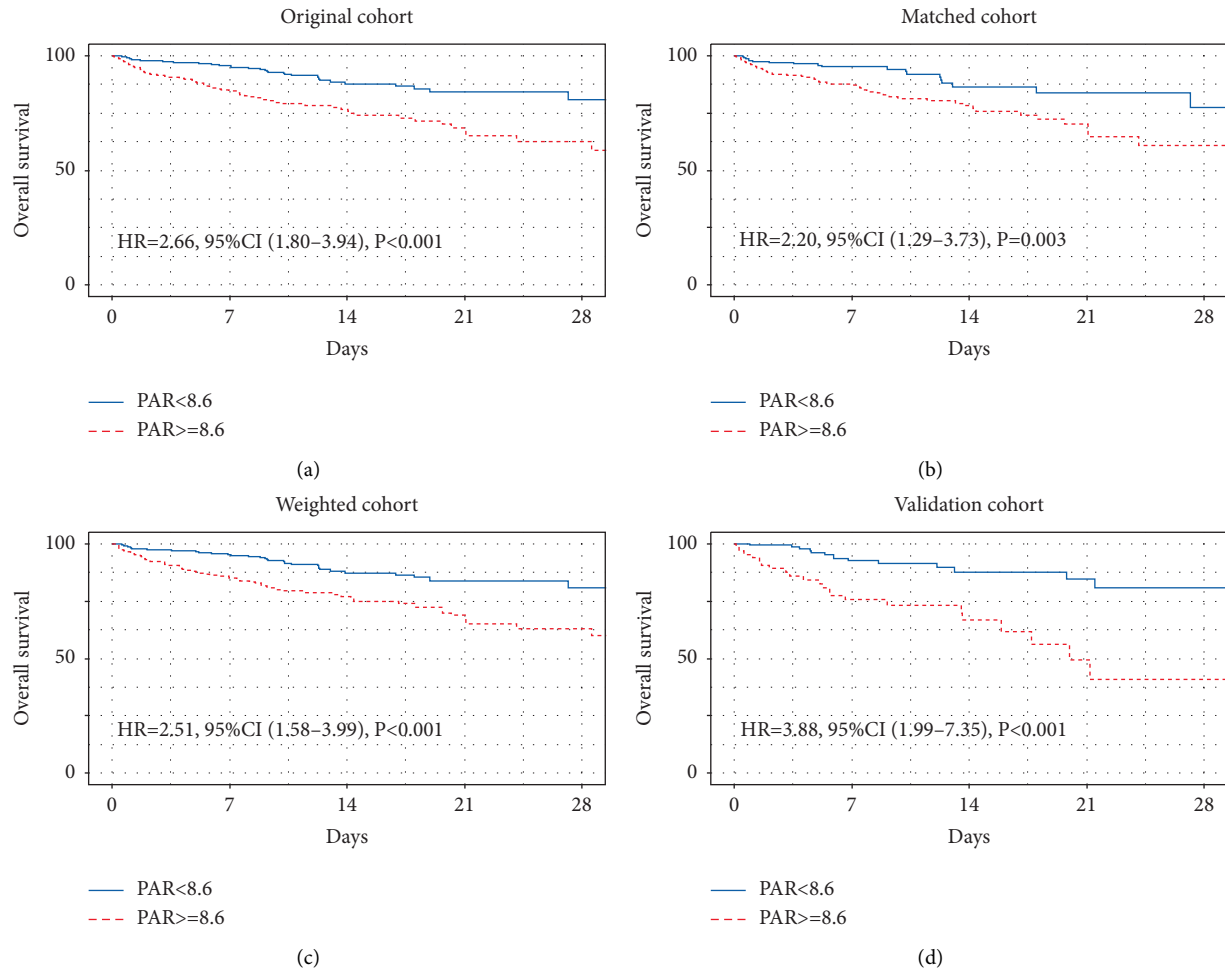 Original cohort
Overall survival
100
50
0
HR=2.66, 95%CI (1.80–3.94), P<0.001
0 7 14 21 28
Days
PAR<8.6
PAR>=8.6
(a)
Matched cohort
Overall survival
100
50
0
HR=2.20, 95%CI (1.29–3.73), P=0.003
0 7 14 21 28
Days
PAR<8.6
PAR>=8.6
(b)
Weighted cohort
Overall survival
100
50
0
HR=2.51, 95%CI (1.58–3.99), P<0.001
0 7 14 21 28
Days
PAR<8.6
PAR>=8.6
(c)
Validation cohort
Overall survival
100
50
0
HR=3.88, 95%CI (1.99–7.35), P<0.001
0 7 14 21 28
Days
PAR<8.6
PAR>=8.6
(d)